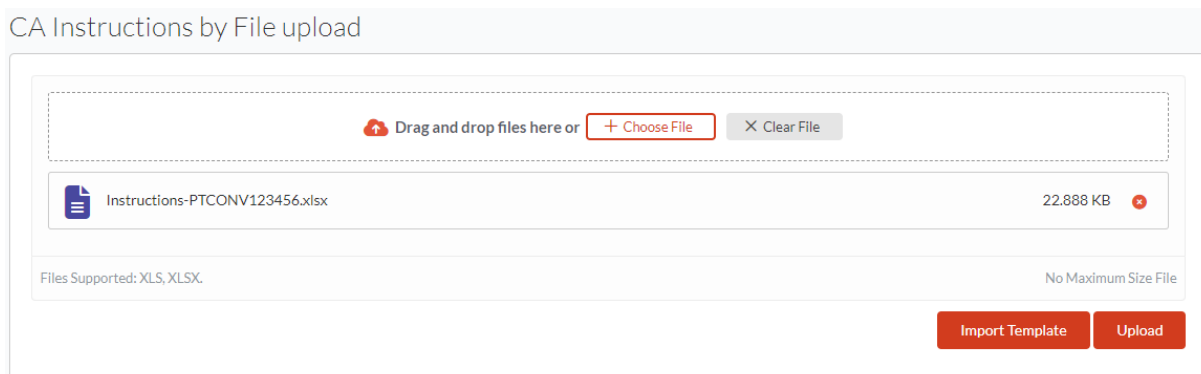 CA Instructions by File upload
Drag and drop files here or + Choose File × Clear File
Instructions-PTCONV123456.xlsx 22.888 KB
Files Supported: XLS, XLSX. No Maximum Size File
Import Template Upload